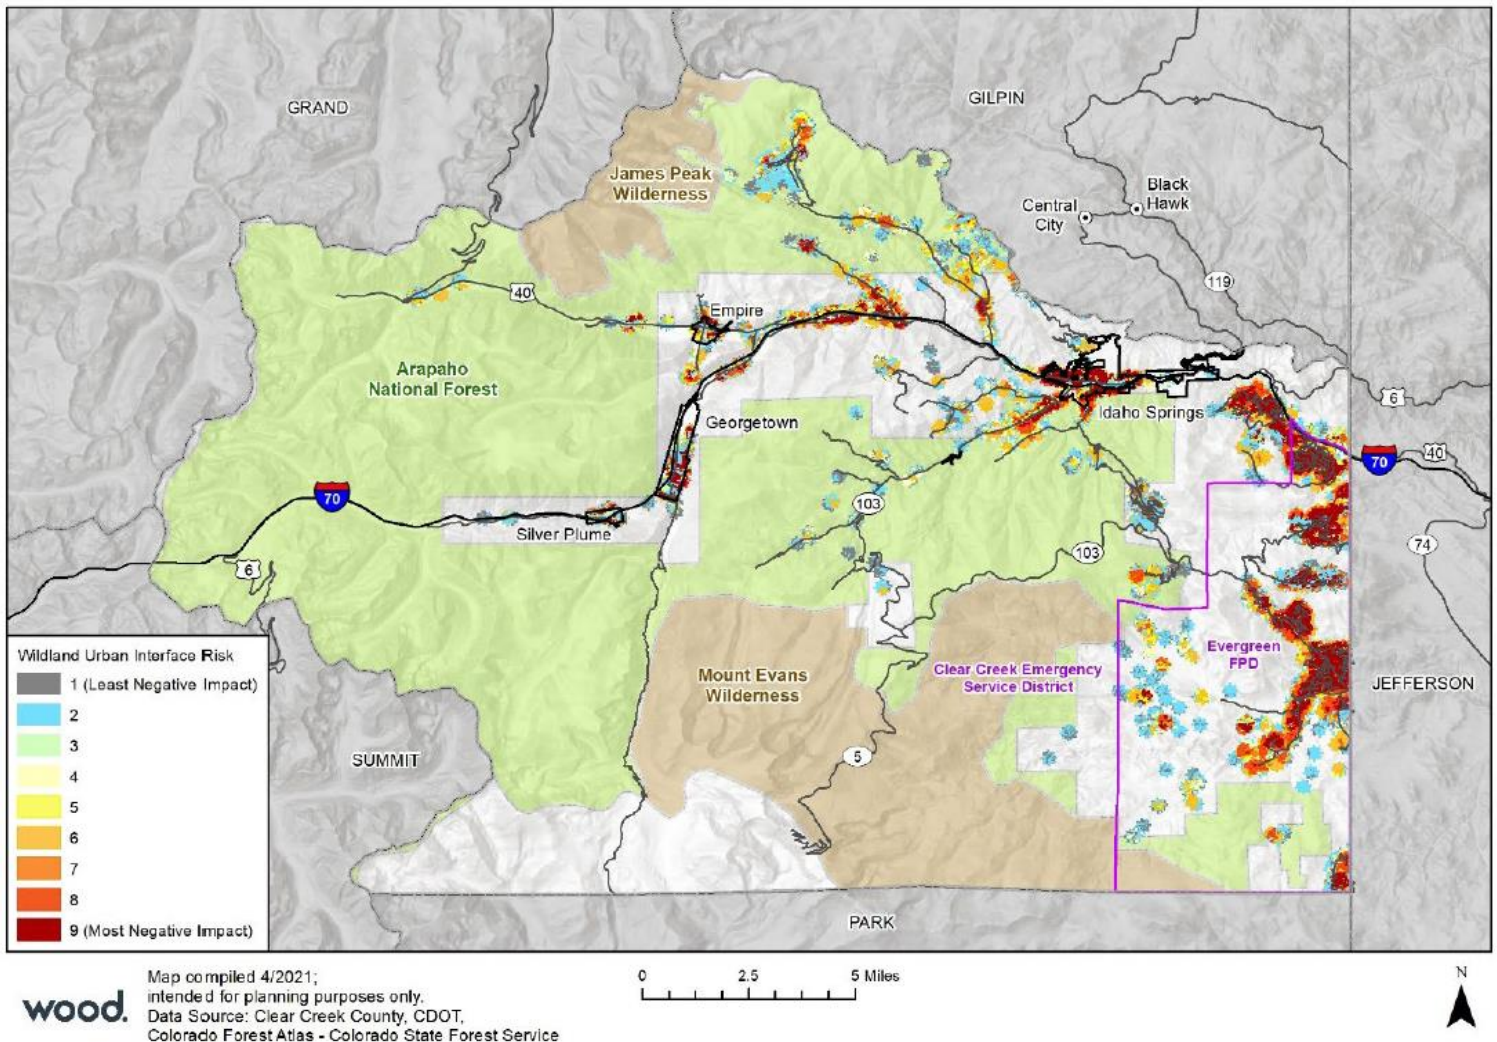 GRAND
GILPIN
James Peak
Wilderness
Black
Hawk
Central
City
119
40
Empire
Arapaho
National Forest
6
Idaho Springs
Georgetown
40
70
70
103
Silver Plume
74
103
6
Wildland Urban Interface Risk
1 (Least Negative Impact)
2
3
4
5
6
7
8
9 (Most Negative Impact)
Evergreen
FPD
Mount Evans
Wilderness
Clear Creek Emergency
Service District
JEFFERSON
SUMMIT
5
PARK
wood.
Map compiled 4/2021;
intended for planning purposes only.
Data Source: Clear Creek County, CDOT,
Colorado Forest Atlas - Colorado State Forest Service
0 2.5 5 Miles
N